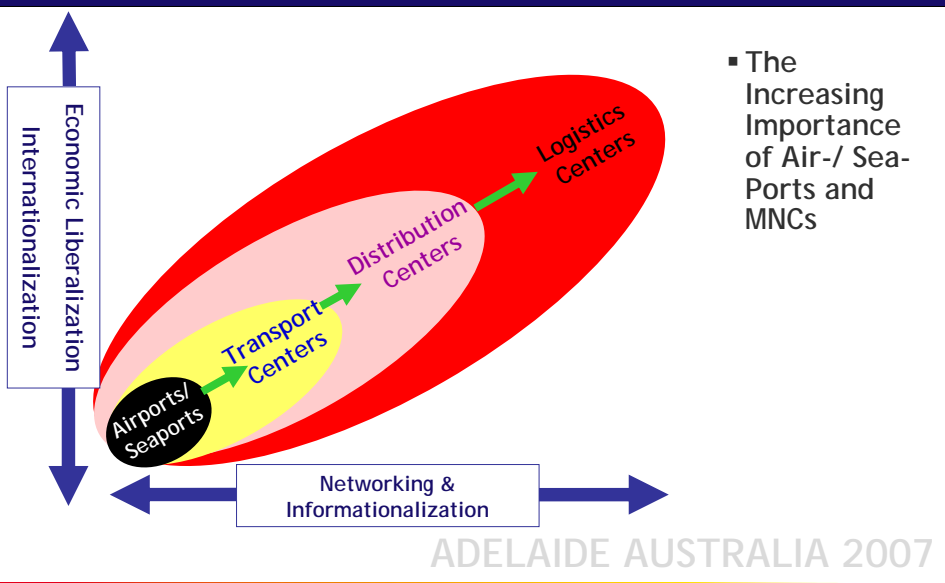 Economic Liberalization
Internationalization
Logistics
Centers
Distribution
Centers
Transport
Centers
Airports/
Seaports
Networking &
Informationalization
▪ The
Increasing
Importance
of Air-/ Sea-
Ports and
MNCs
ADELAIDE AUSTRALIA 2007